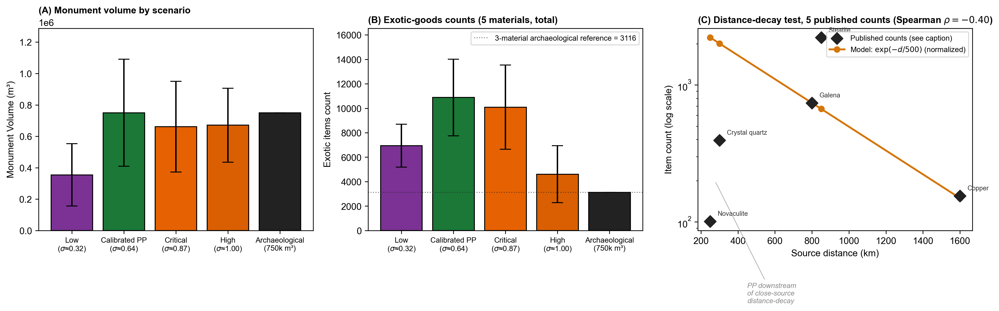 (A) Monument volume by scenario
1e6
Monument Volume (m³)
1.2
1.0
0.8
0.6
0.4
0.2
0.0
Low
(σ≈0.32)
Calibrated PP
(σ≈0.64)
Critical
(σ≈0.87)
High
(σ≈1.00)
Archaeological
(750k m³)
(B) Exotic-goods counts (5 materials, total)
Exotic items count
16000
14000
12000
10000
8000
6000
4000
2000
0
3-material archaeological reference = 3116
Low
(σ≈0.32)
Calibrated PP
(σ≈0.64)
Critical
(σ≈0.87)
High
(σ≈1.00)
Archaeological
(750k m³)
(C) Distance-decay test, 5 published counts (Spearman ρ = −0.40)
Item count (log scale)
10³
10²
Steatite
Published counts (see caption)
Model: exp(−d/500) (normalized)
Galena
Crystal quartz
Copper
Novaculite
200
400
600
800
1000
1200
1400
1600
Source distance (km)
PP downstream
of close-source
distance-decay